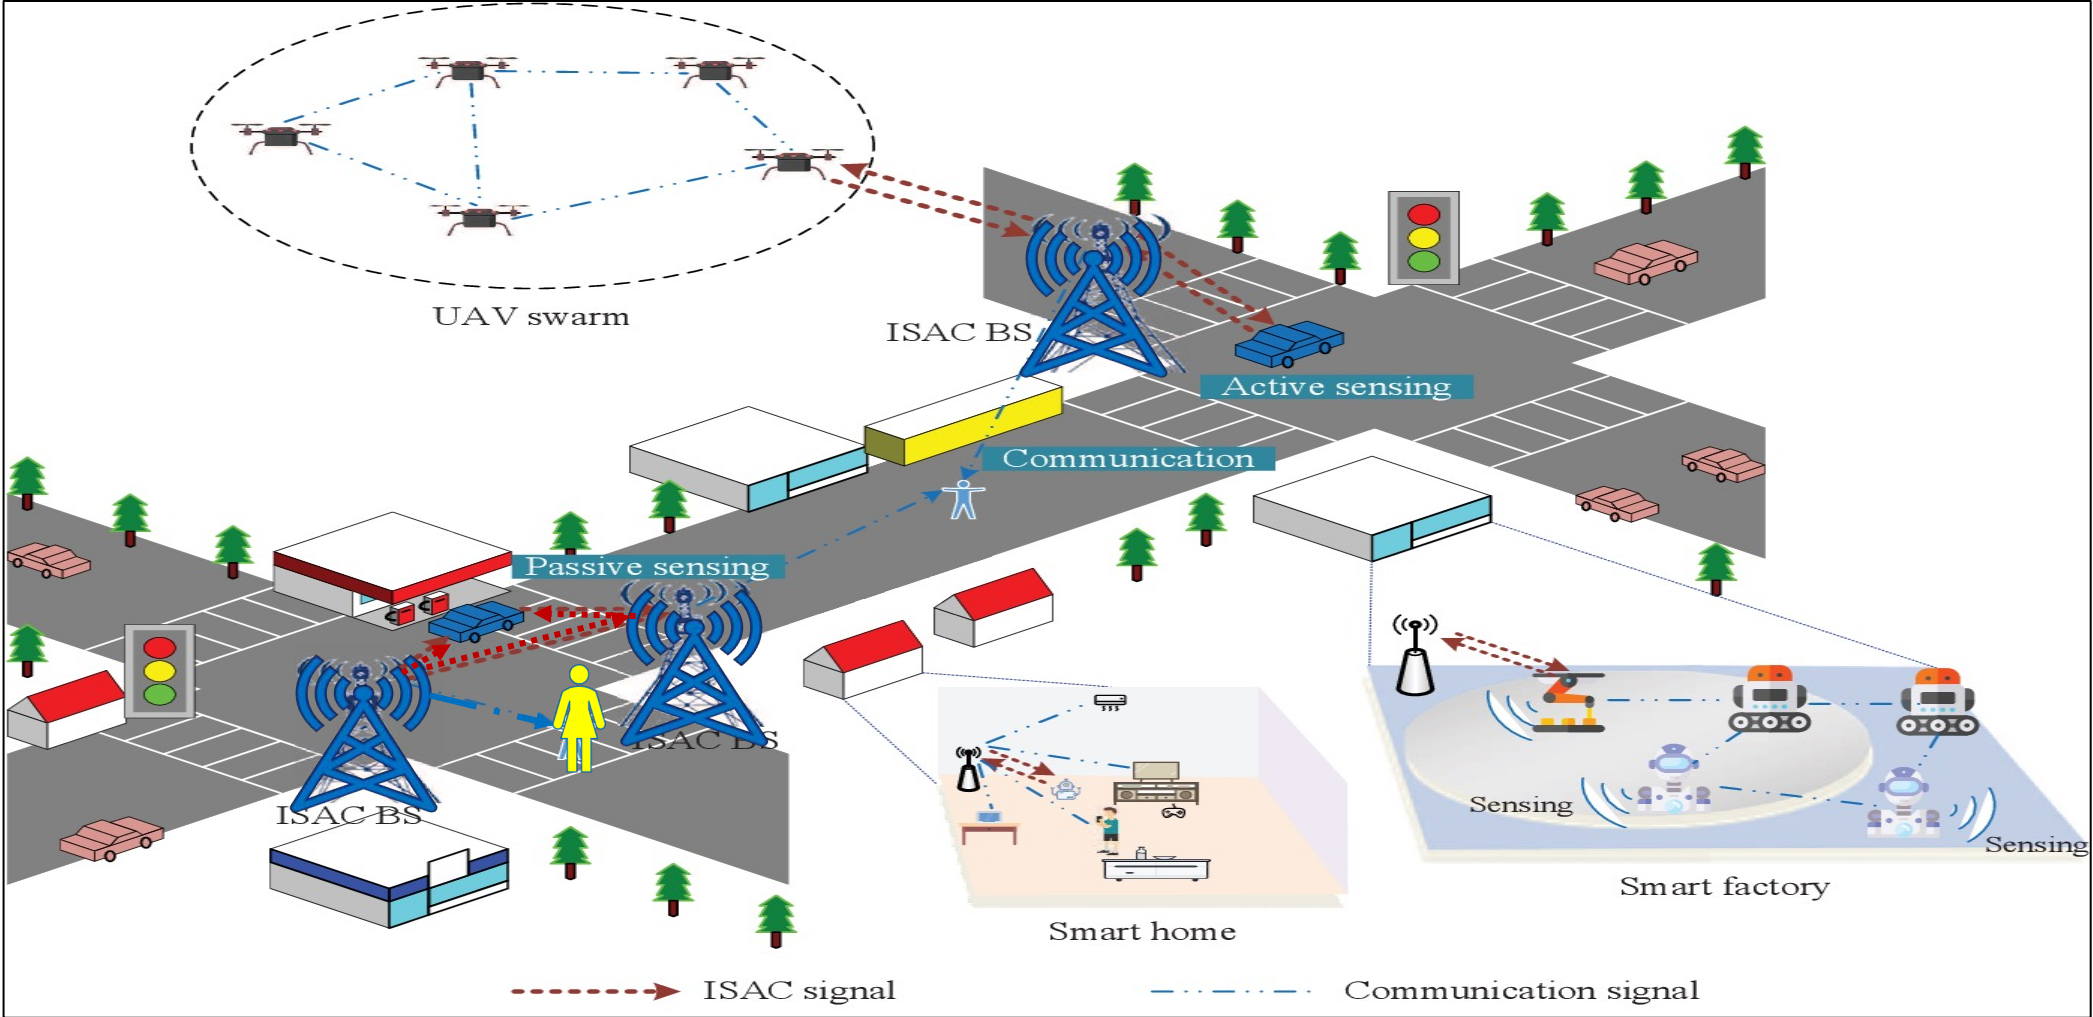 UAV swarm
ISAC BS
Active sensing
Communication
Passive sensing
ISAC BS
ISAC BS
Sensing
Sensing
Smart factory
Smart home
ISAC signal
Communication signal